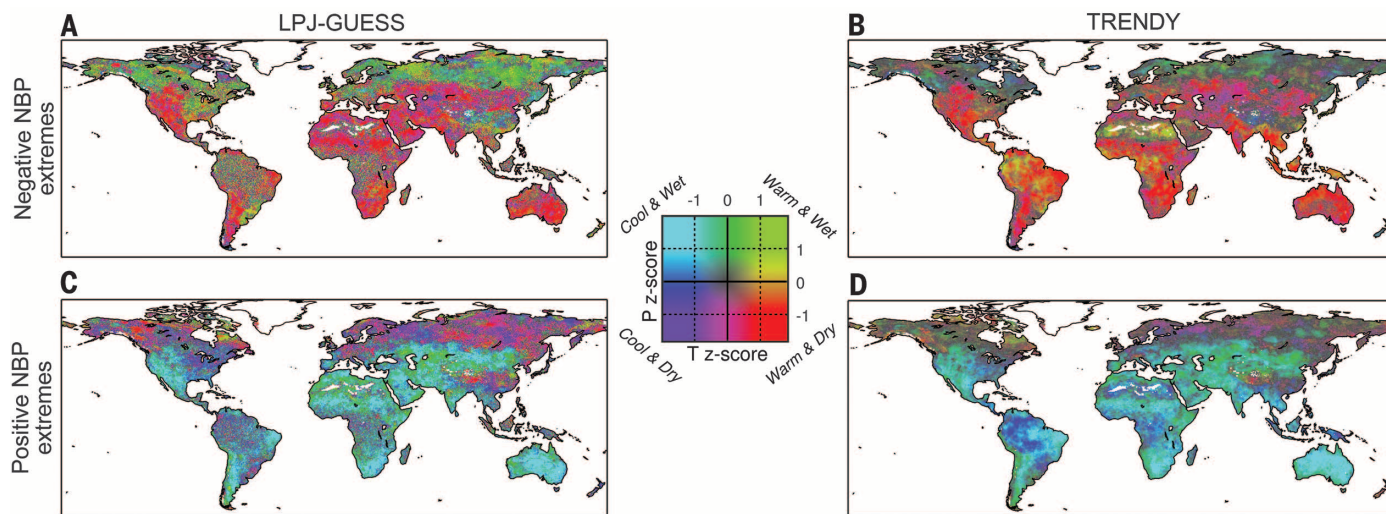 A
LPJ-GUESS
B
TRENDY
Negative NBP
extremes
Cool & Wet
Warm & Wet
-1 0 1
P z-score
1
0
-1
Cool & Dry
T z-score
Warm & Dry
C
D
Positive NBP
extremes